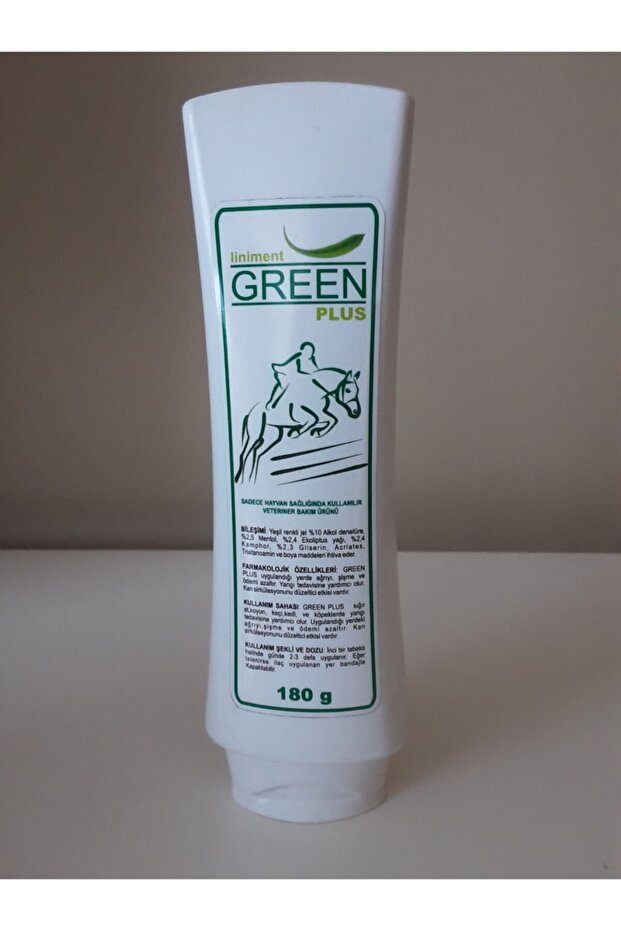 liniment
GREEN
PLUS
SADECE HAYVAN SAĞLIĞINDA KULLANILIR
VETERİNER BAKIM ÜRÜNÜ
BİLEŞİMİ: Yeşil renkli jel %10 Alkol denetüre,
%2,5 Mentol, %2,4 Ekoliptus yağı, %2,4
Kamphor, %2,3 Gliserin, Acrlates,
Trietanoamin ve boya maddeleri ihtiva eder.
FARMAKOLOJİK ÖZELLİKLERİ: GREEN
PLUS uygulandığı yerde ağrıyı, şişme ve
ödemi azaltır. Yangı tedavisine yardımcı olur.
Kan sirkülasyonunu düzeltici etkisi vardır.
KULLANIM SAHASI: GREEN PLUS sığır
at,koyun, keçi,kedi, ve köpeklerde yangı
tedavisine yardımcı olur. Uygulandığı yerdeki
ağrıyı,şişme ve ödemi azaltır. Kan
sirkülasyonunu düzeltici etkisi vardır.
KULLANIM ŞEKLİ VE DOZU: İnci bir tabaka
halinde günde 2-3 defa uygulanır. Eğer
istenirse ilaç uygulanan yer bandajla
Kapatılabilir.
180 g